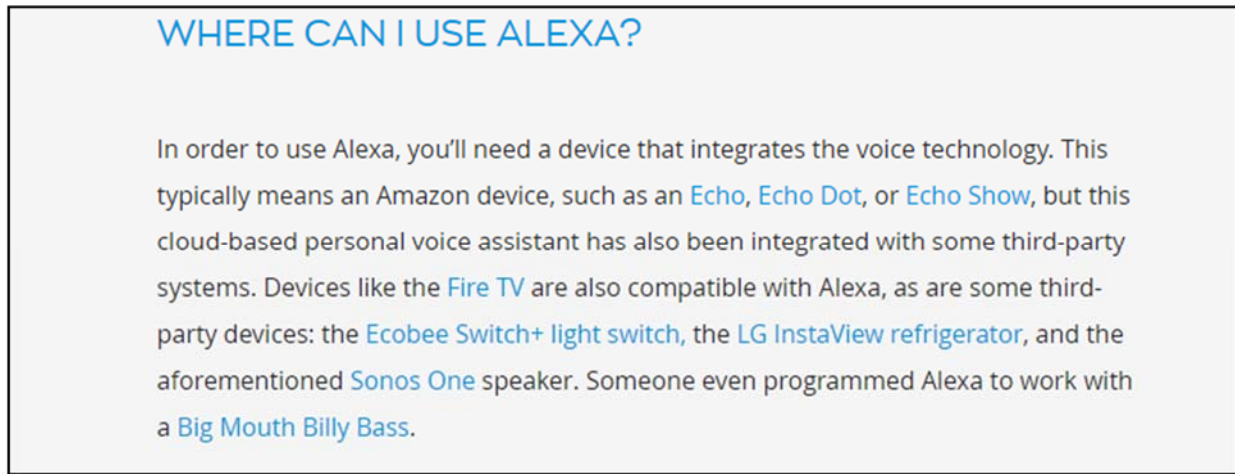 WHERE CAN I USE ALEXA?
In order to use Alexa, you’ll need a device that integrates the voice technology. This
typically means an Amazon device, such as an Echo, Echo Dot, or Echo Show, but this
cloud-based personal voice assistant has also been integrated with some third-party
systems. Devices like the Fire TV are also compatible with Alexa, as are some third-
party devices: the Ecobee Switch+ light switch, the LG InstaView refrigerator, and the
aforementioned Sonos One speaker. Someone even programmed Alexa to work with
a Big Mouth Billy Bass.